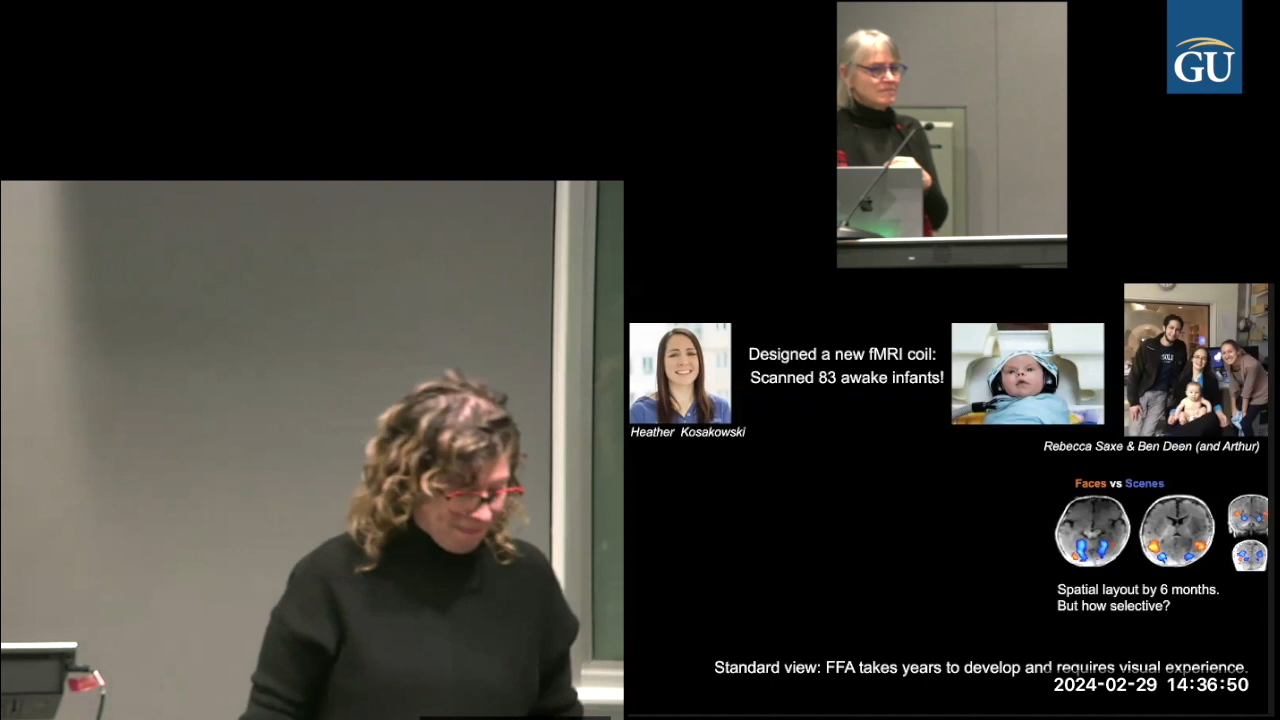 GU
Designed a new fMRI coil:
Scanned 83 awake infants!
Heather Kosakowski
Rebecca Saxe & Ben Deen (and Arthur)
Faces vs Scenes
Spatial layout by 6 months.
But how selective?
Standard view: FFA takes years to develop and requires visual experience.
2024-02-29 14:36:50